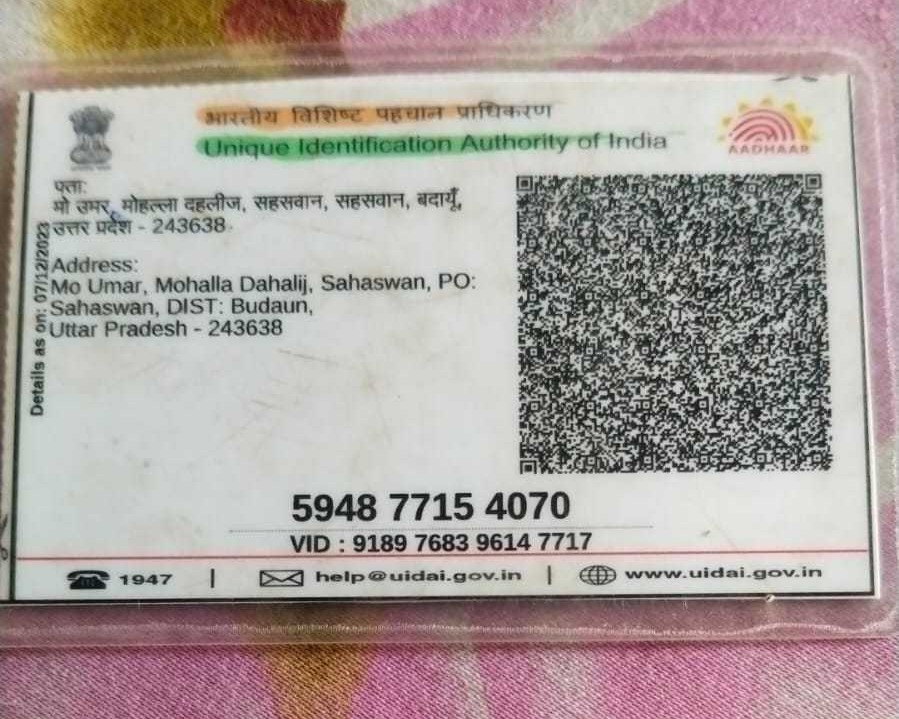 भारतीय विशिष्ट पहचान प्राधिकरण
Unique Identification Authority of India
AADHAAR
पता:
मो उमर, मोहल्ला दहलीज, सहसवान, सहसवान, बदायूँ,
उत्तर प्रदेश - 243638
Address:
Mo Umar, Mohalla Dahalij, Sahaswan, PO:
Sahaswan, DIST: Budaun,
Uttar Pradesh - 243638
Details as on: 07/12/2023
5948 7715 4070
VID : 9189 7683 9614 7717
1947 | help@uidai.gov.in | www.uidai.gov.in